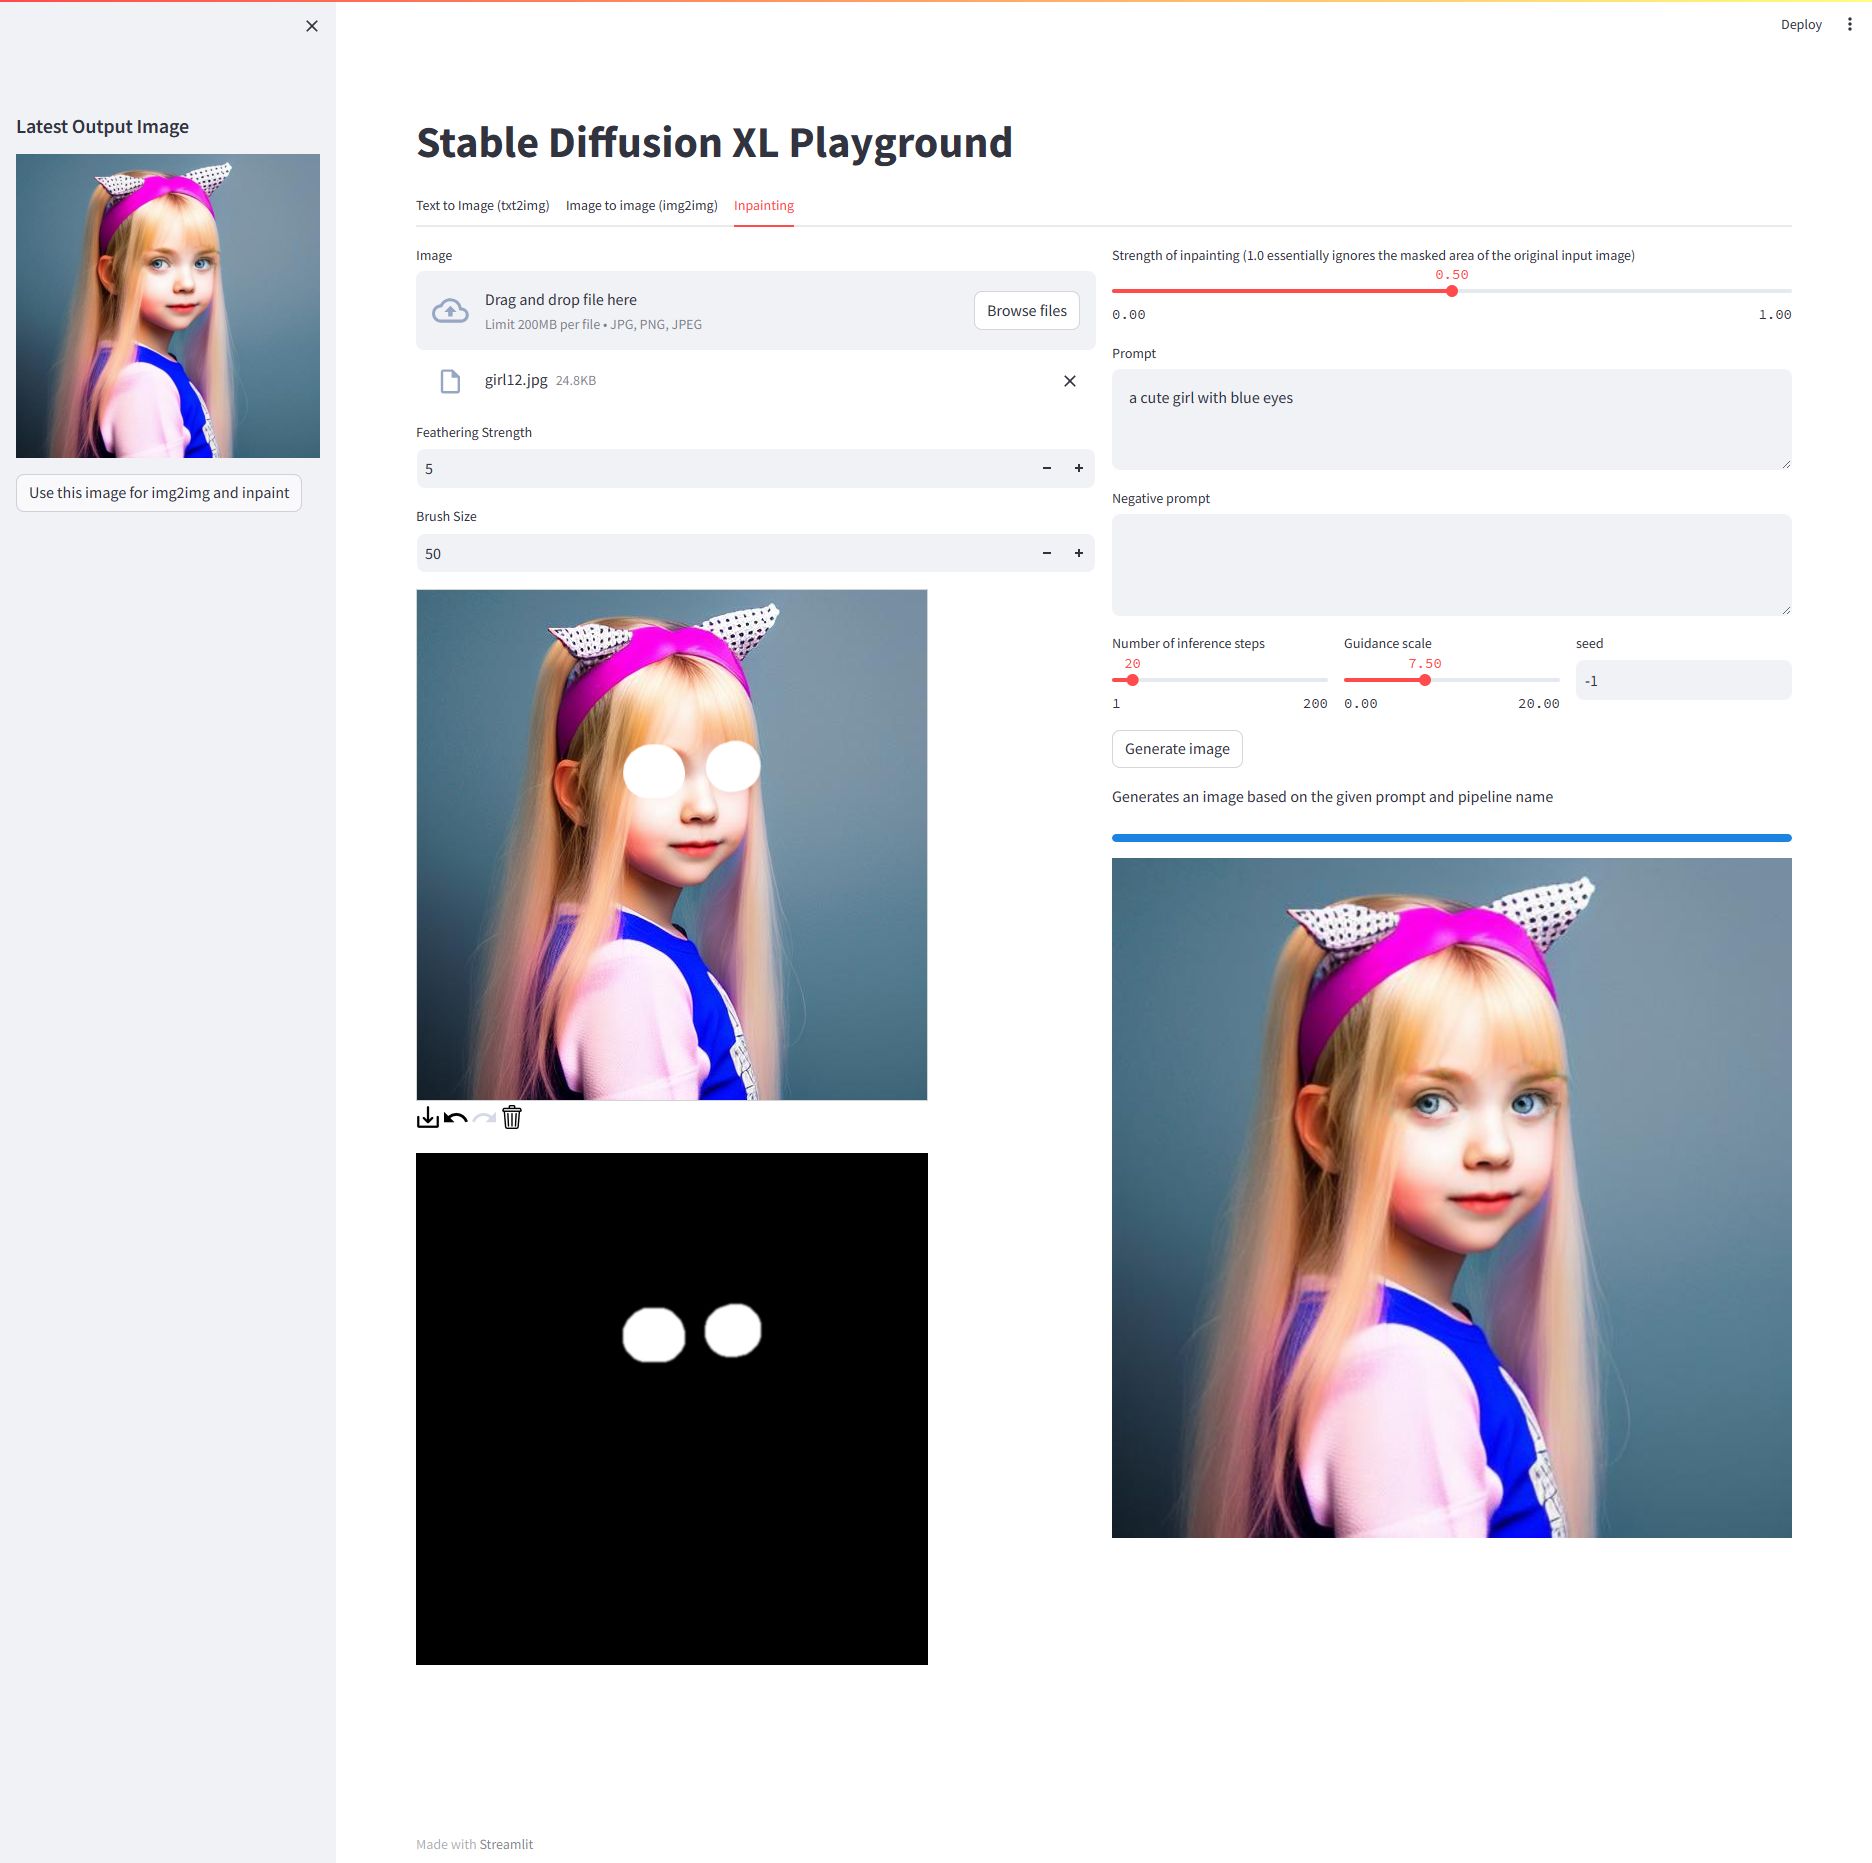 Deploy
Latest Output Image
Use this image for img2img and inpaint
Stable Diffusion XL Playground
Text to Image (txt2img) Image to image (img2img) Inpainting
Image
Drag and drop file here
Limit 200MB per file • JPG, PNG, JPEG
Browse files
girl12.jpg 24.8KB
Feathering Strength
5
Brush Size
50
Strength of inpainting (1.0 essentially ignores the masked area of the original input image)
0.50
0.00 1.00
Prompt
a cute girl with blue eyes
Negative prompt
Number of inference steps Guidance scale seed
20 7.50
-1
1 200 0.00 20.00
Generate image
Generates an image based on the given prompt and pipeline name
Made with Streamlit